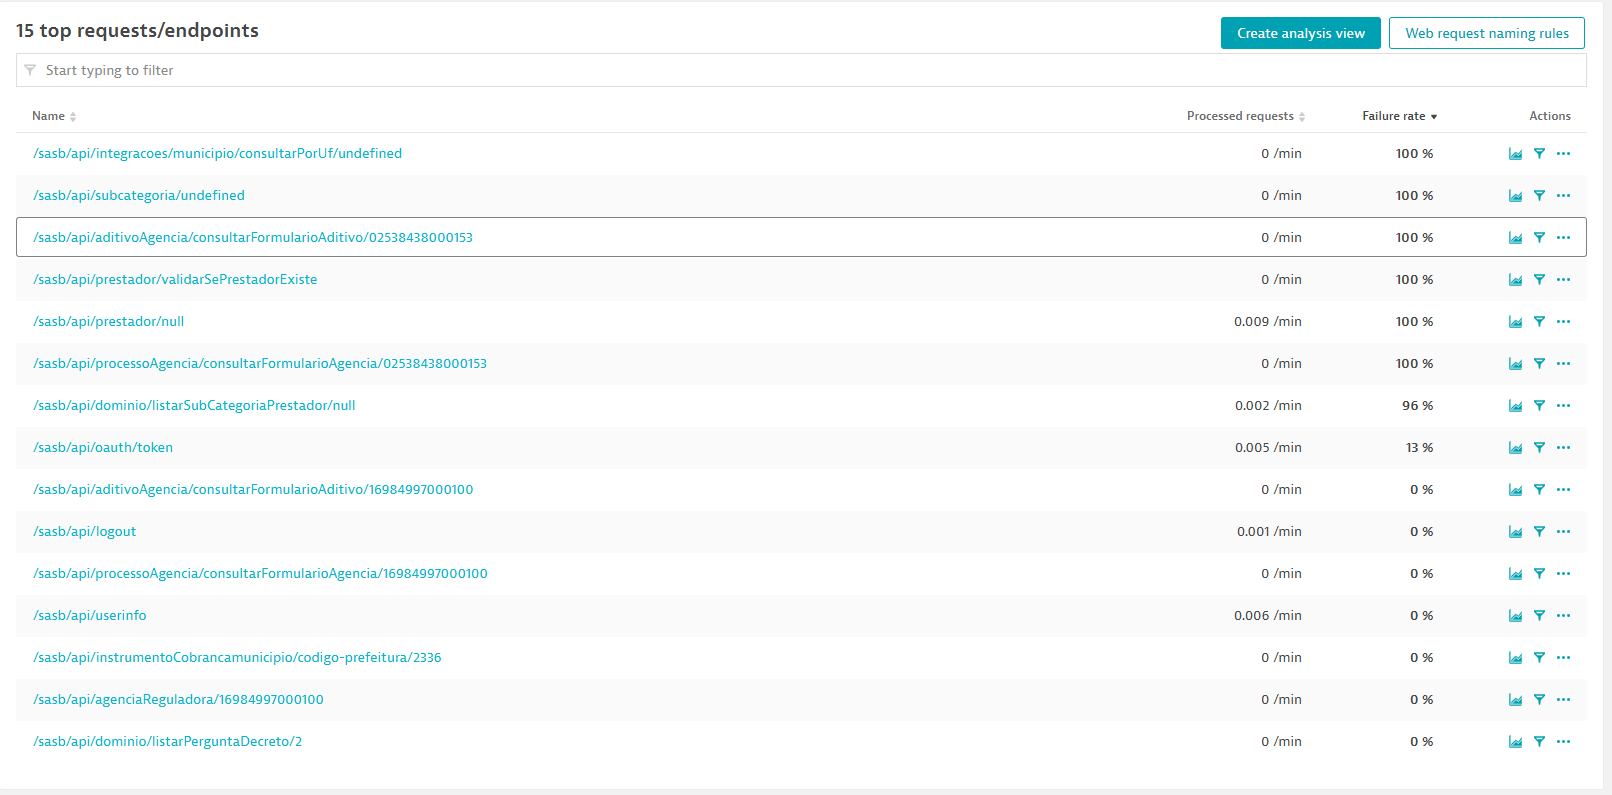 15 top requests/endpoints
Create analysis view
Web request naming rules
Start typing to filter
Name Processed requests Failure rate Actions
/sasb/api/integracoes/municipio/consultarPorUf/undefined 0 /min 100 %
/sasb/api/subcategoria/undefined 0 /min 100 %
/sasb/api/aditivoAgencia/consultarFormularioAditivo/02538438000153 0 /min 100 %
/sasb/api/prestador/validarSePrestadorExiste 0 /min 100 %
/sasb/api/prestador/null 0.009 /min 100 %
/sasb/api/processoAgencia/consultarFormularioAgencia/02538438000153 0 /min 100 %
/sasb/api/dominio/listarSubCategoriaPrestador/null 0.002 /min 96 %
/sasb/api/oauth/token 0.005 /min 13 %
/sasb/api/aditivoAgencia/consultarFormularioAditivo/16984997000100 0 /min 0 %
/sasb/api/logout 0.001 /min 0 %
/sasb/api/processoAgencia/consultarFormularioAgencia/16984997000100 0 /min 0 %
/sasb/api/userinfo 0.006 /min 0 %
/sasb/api/instrumentoCobrancamunicipio/codigo-prefeitura/2336 0 /min 0 %
/sasb/api/agenciaReguladora/16984997000100 0 /min 0 %
/sasb/api/dominio/listarPerguntaDecreto/2 0 /min 0 %